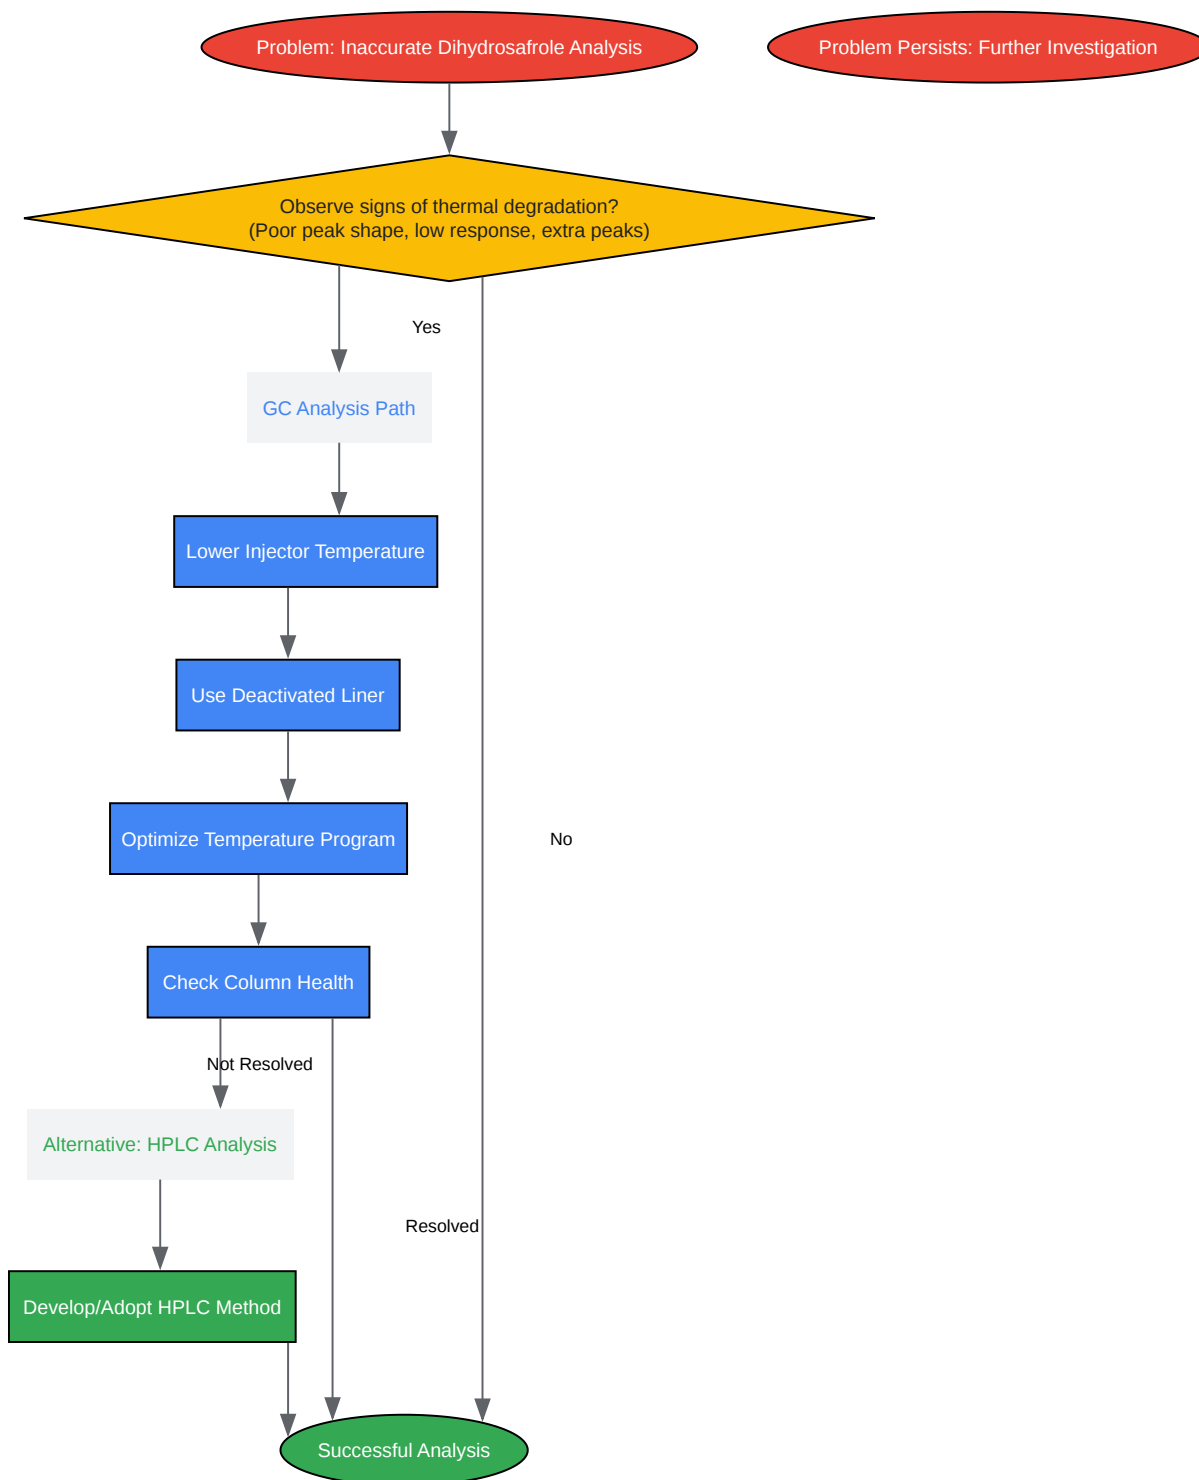 Problem: Inaccurate Dihydrosafrole Analysis
Problem Persists: Further Investigation
Observe signs of thermal degradation?
(Poor peak shape, low response, extra peaks)
Yes
GC Analysis Path
Lower Injector Temperature
Use Deactivated Liner
Optimize Temperature Program
No
Check Column Health
Not Resolved
Alternative: HPLC Analysis
Resolved
Develop/Adopt HPLC Method
Successful Analysis